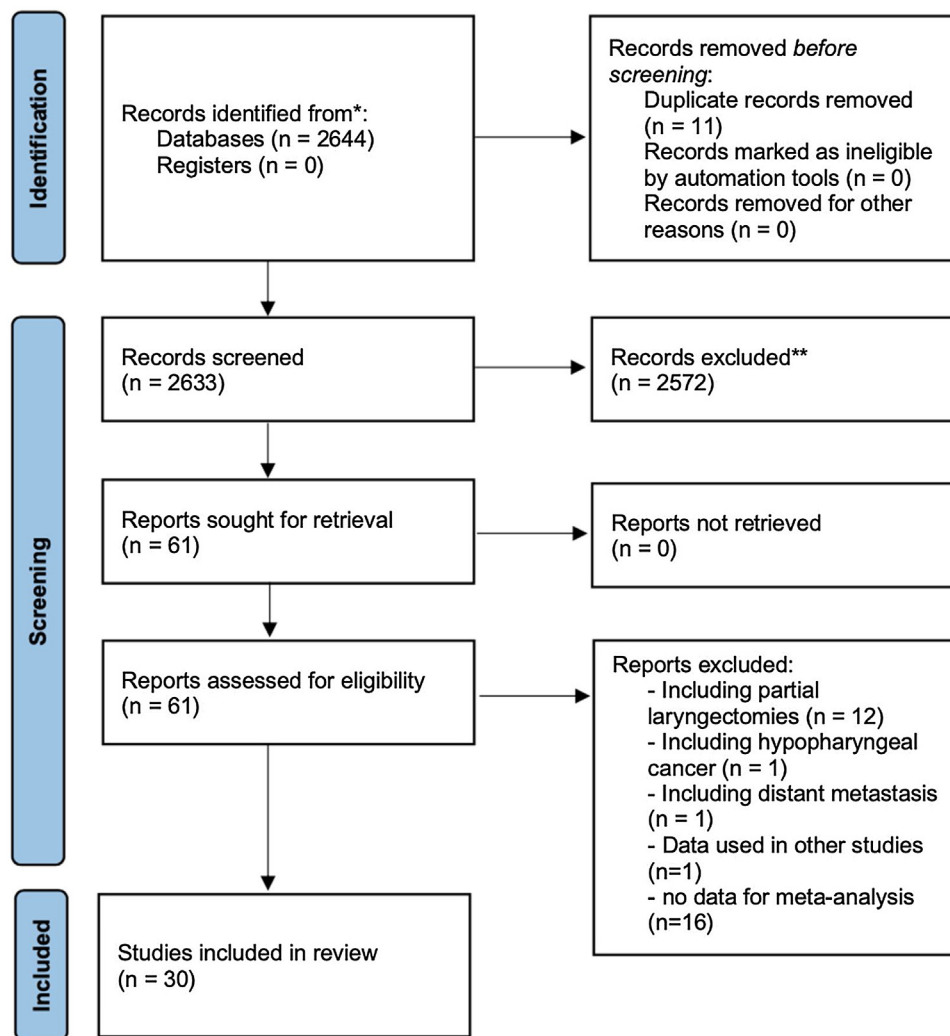 Identification
Records identified from*:
Databases (n = 2644)
Registers (n = 0)
Records removed before
screening:
Duplicate records removed
(n = 11)
Records marked as ineligible
by automation tools (n = 0)
Records removed for other
reasons (n = 0)
Screening
Records screened
(n = 2633)
Records excluded**
(n = 2572)
Reports sought for retrieval
(n = 61)
Reports not retrieved
(n = 0)
Reports assessed for eligibility
(n = 61)
Reports excluded:
- Including partial
laryngectomies (n = 12)
- Including hypopharyngeal
cancer (n = 1)
- Including distant metastasis
(n = 1)
- Data used in other studies
(n=1)
- no data for meta-analysis
(n=16)
Included
Studies included in review
(n = 30)